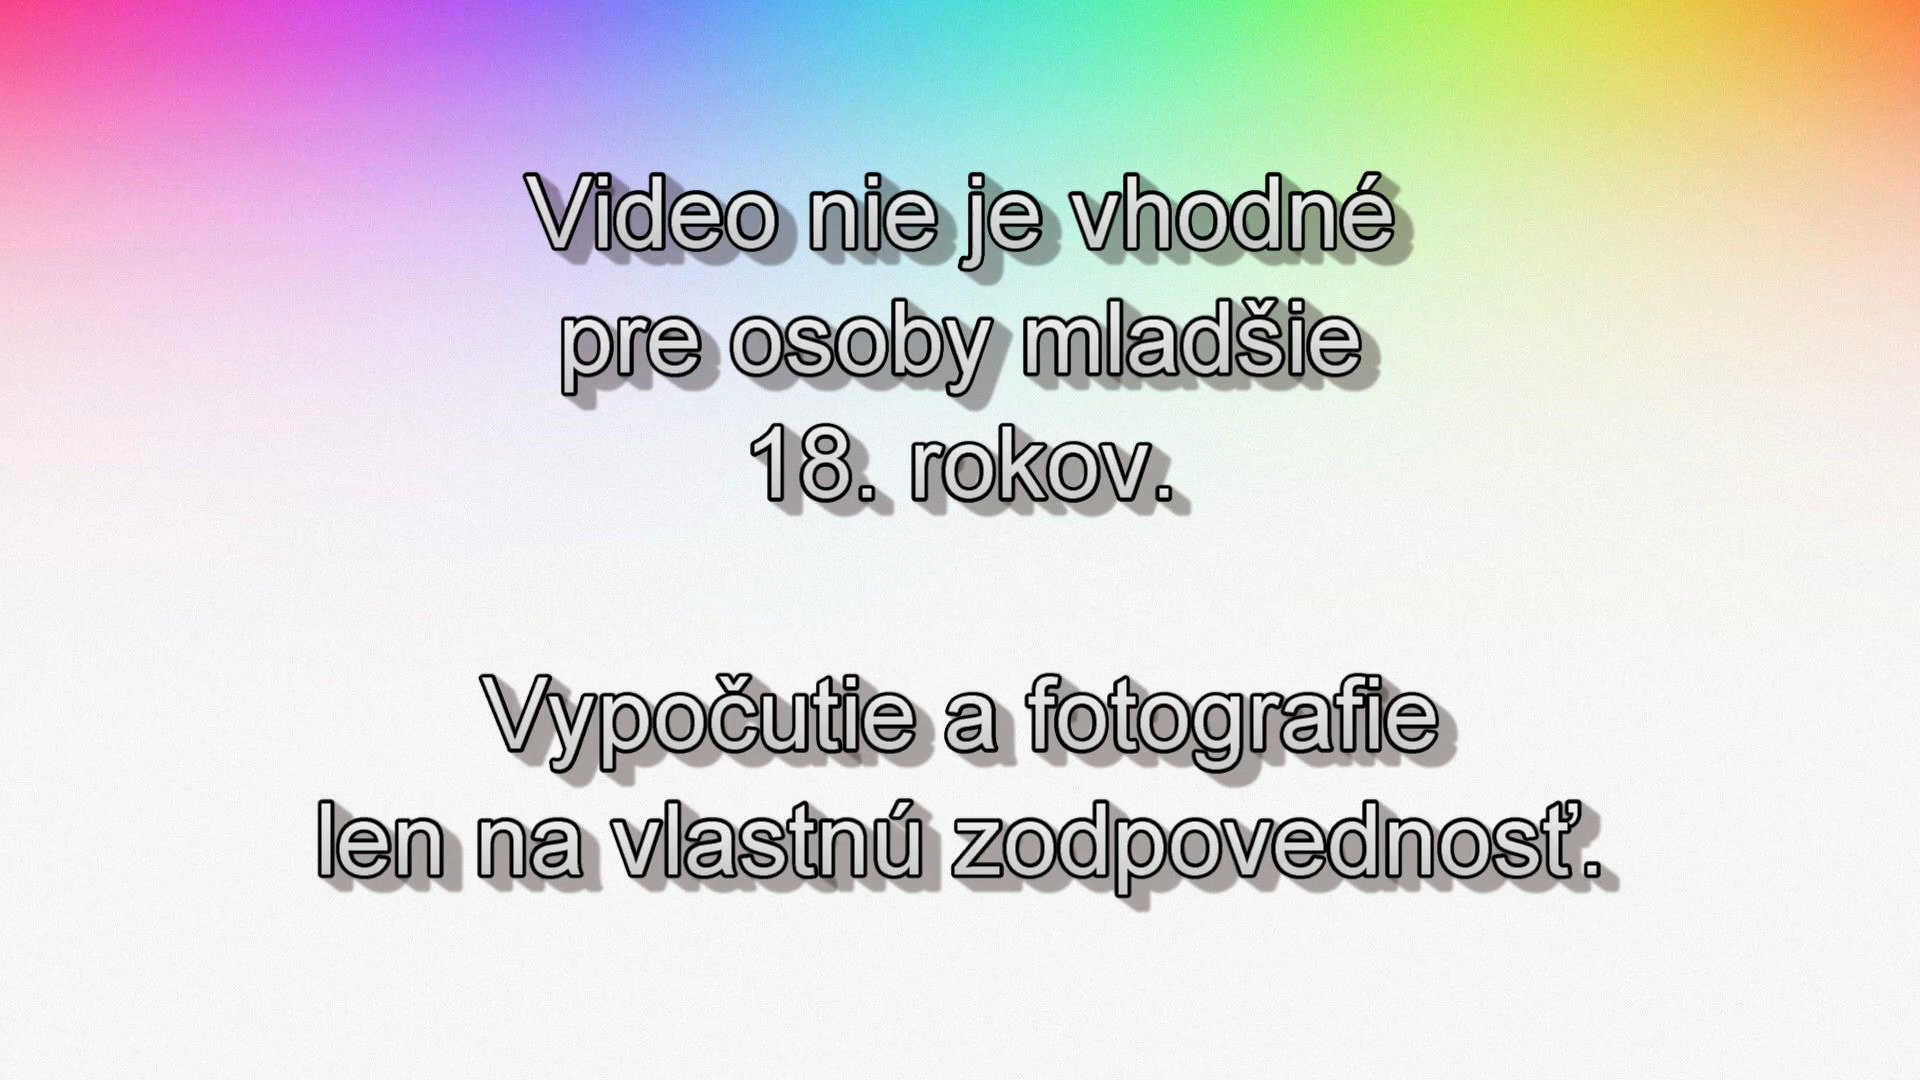 Video nie je vhodné
pre osoby mladšie
18. rokov.
Vypočutie a fotografie
len na vlastnú zodpovednosť.